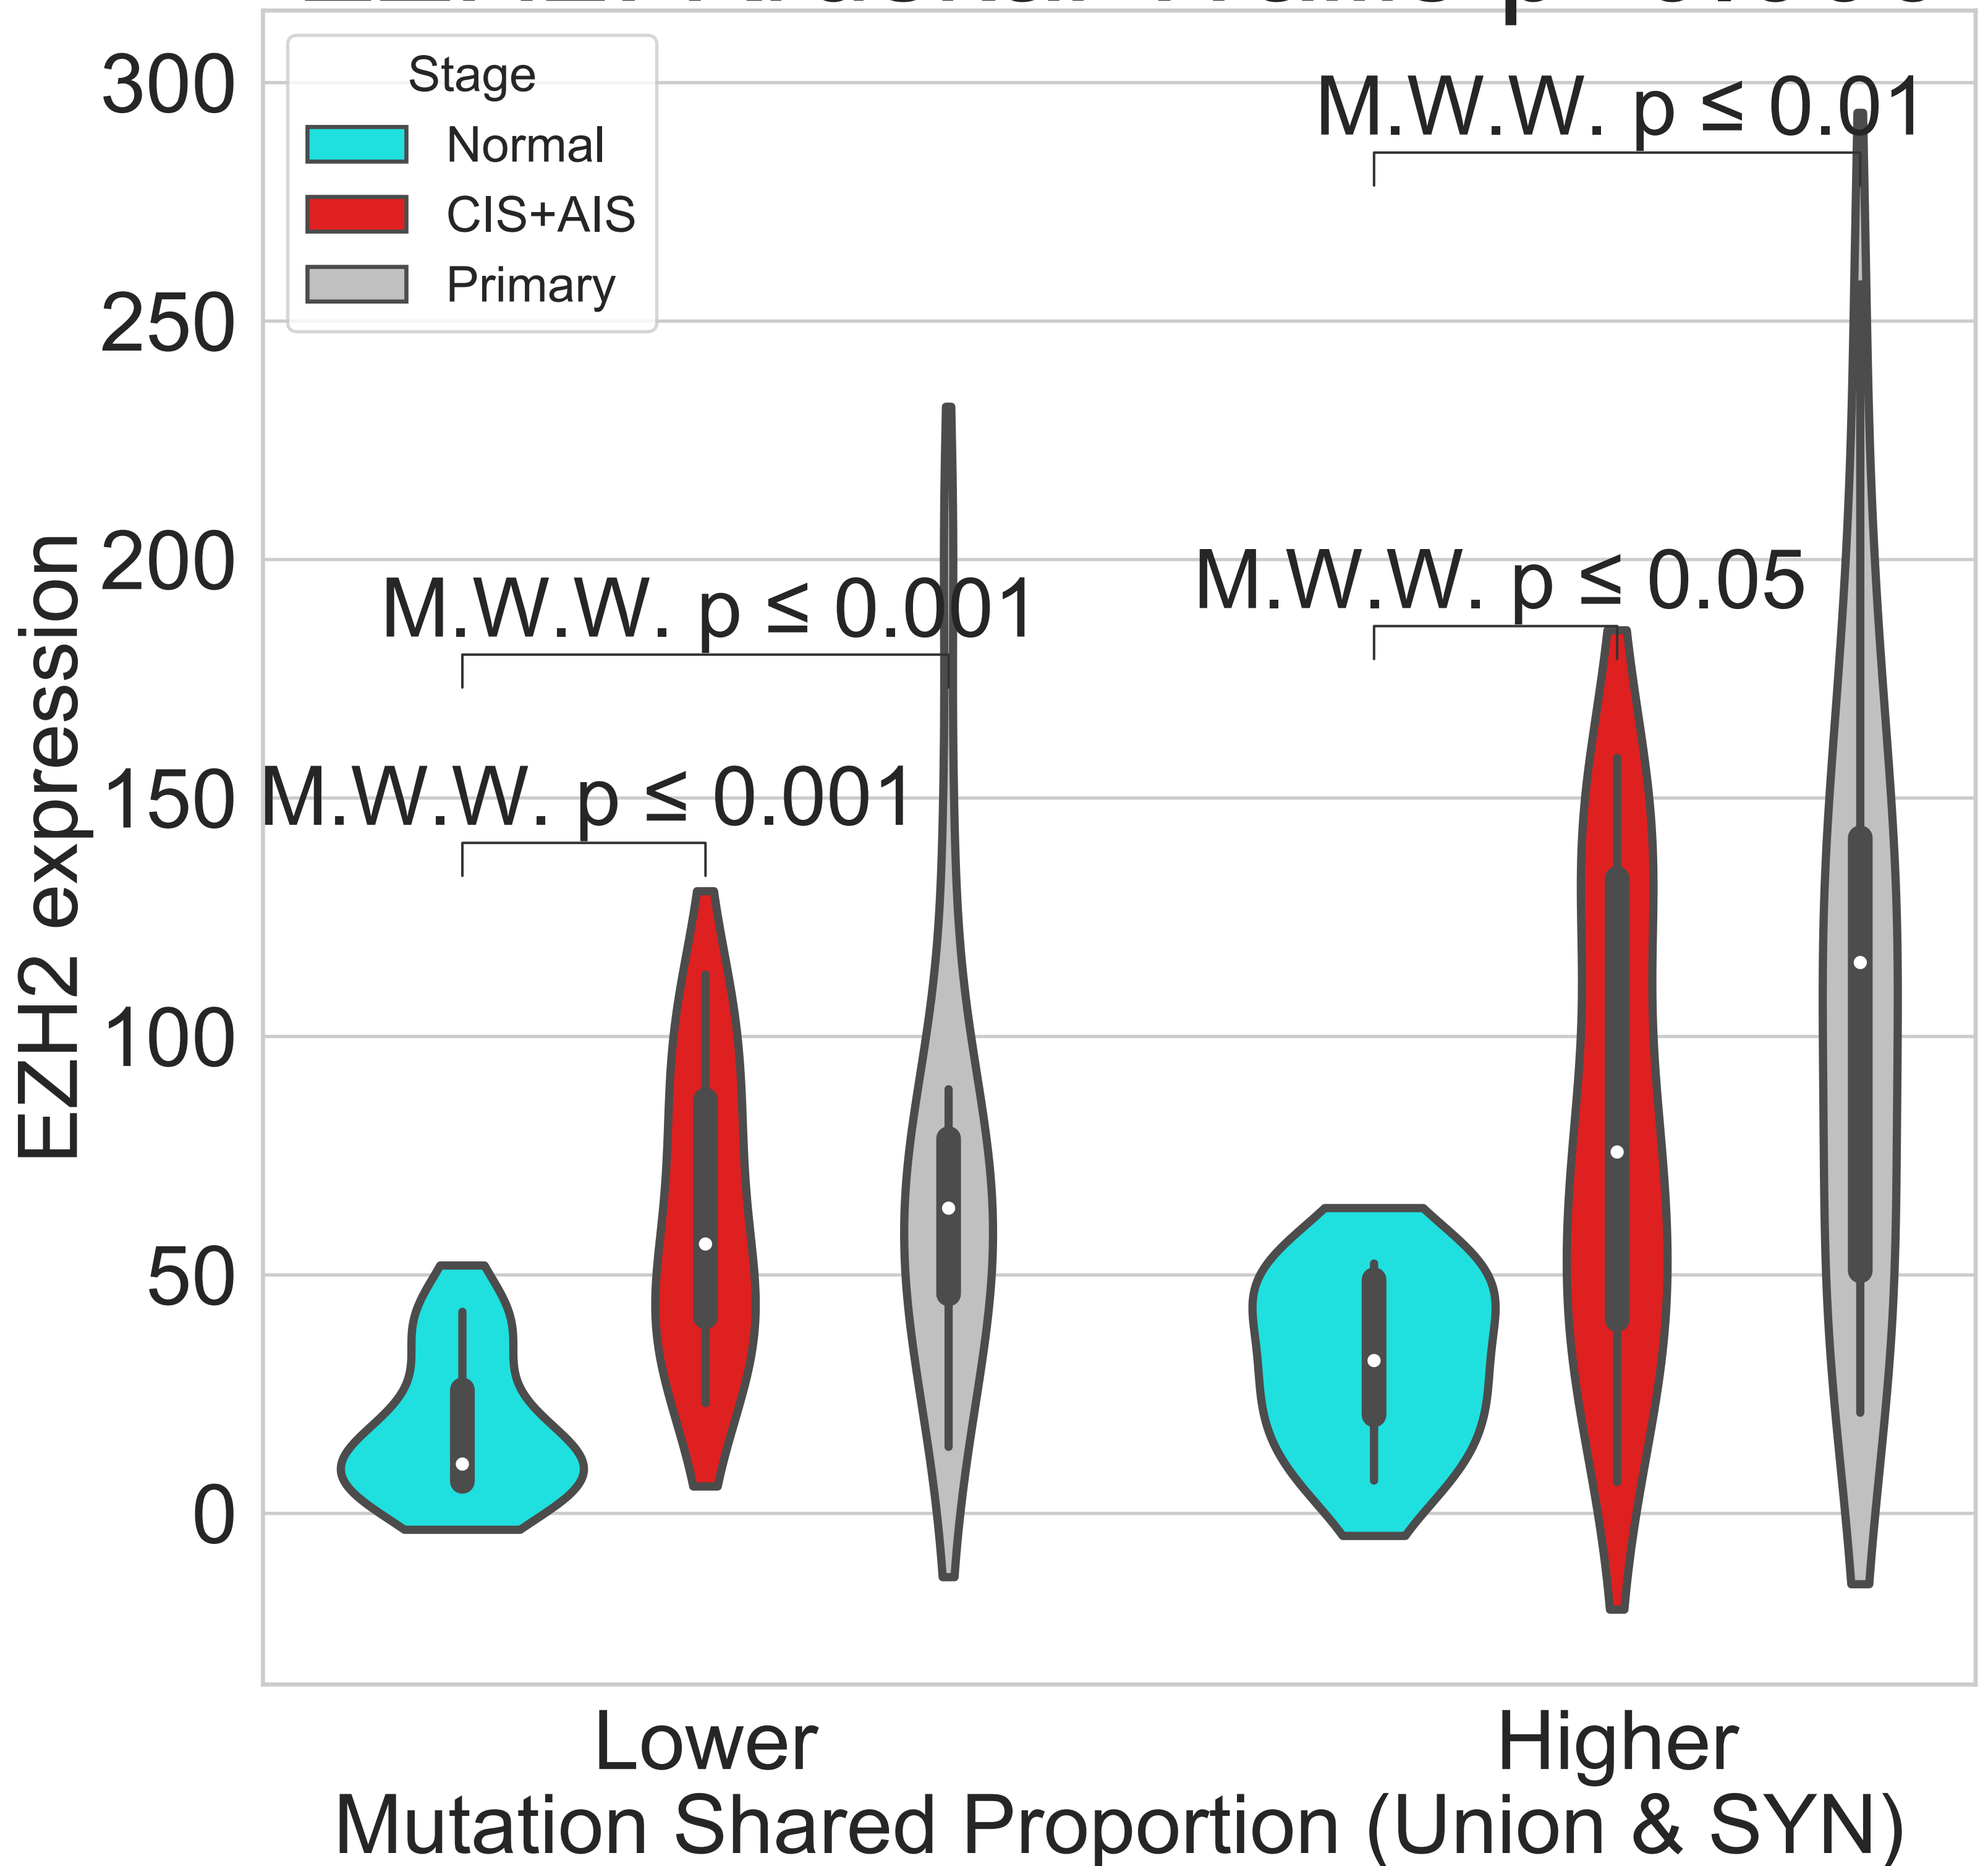 300
250
200
150
100
50
0
EZH2 expression
Stage
Normal
CIS+AIS
Primary
M.W.W. p ≤ 0.01
M.W.W. p ≤ 0.05
M.W.W. p ≤ 0.001
M.W.W. p ≤ 0.001
Lower
Higher
Mutation Shared Proportion (Union & SYN)